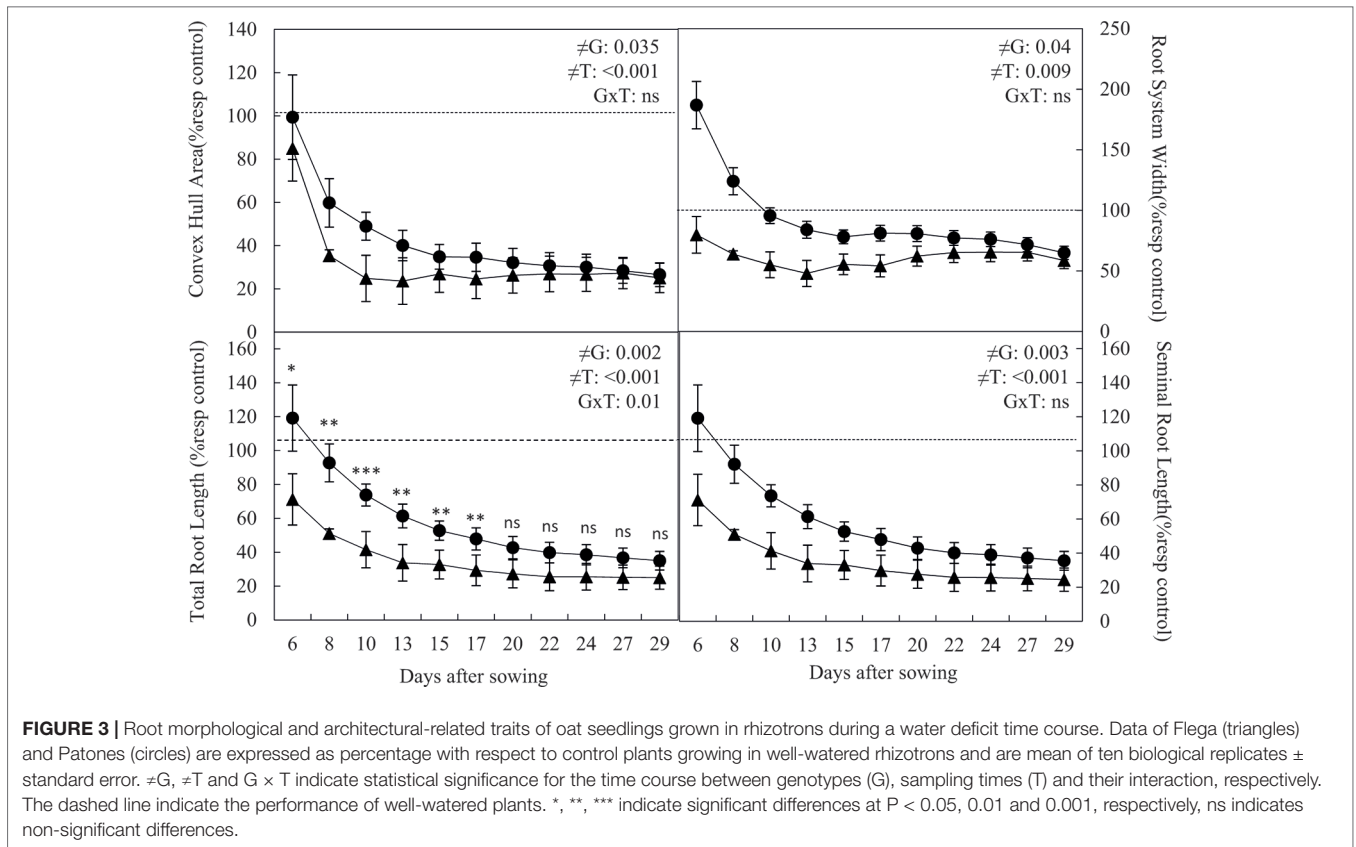 140
120
100
80
60
40
20
0
Convex Hull Area(%resp control)
≠G: 0.035
≠T: <0.001
GxT: ns
≠G: 0.04
≠T: 0.009
GxT: ns
250
200
150
100
50
0
Root System Width(%resp control)
160
140
120
100
80
60
40
20
0
Total Root Length (%resp control)
≠G: 0.002
≠T: <0.001
GxT: 0.01
* ** *** ** ** ** ns ns ns ns ns
6 8 10 13 15 17 20 22 24 27 29
Days after sowing
≠G: 0.003
≠T: <0.001
GxT: ns
160
140
120
100
80
60
40
20
0
Seminal Root Length(%resp control)
6 8 10 13 15 17 20 22 24 27 29
Days after sowing
FIGURE 3 | Root morphological and architectural-related traits of oat seedlings grown in rhizotrons during a water deficit time course. Data of Flega (triangles)
and Patones (circles) are expressed as percentage with respect to control plants growing in well-watered rhizotrons and are mean of ten biological replicates ±
standard error. ≠G, ≠T and G × T indicate statistical significance for the time course between genotypes (G), sampling times (T) and their interaction, respectively.
The dashed line indicate the performance of well-watered plants. *, **, *** indicate significant differences at P < 0.05, 0.01 and 0.001, respectively, ns indicates
non-significant differences.